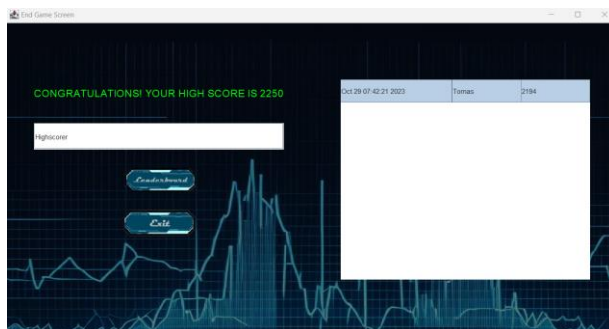 End Game Screen
CONGRATULATIONS! YOUR HIGH SCORE IS 2250
Highscorer
Leaderboard
Exit
Oct 29 07:42:21 2023 Tomas 2194